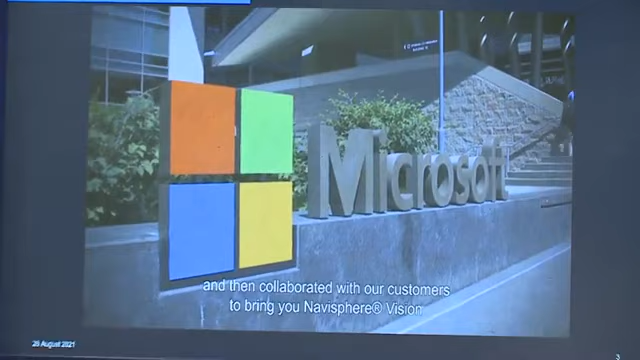 Microsoft
and then collaborated with our customers
to bring you Navisphere® Vision
26 August 2021
3